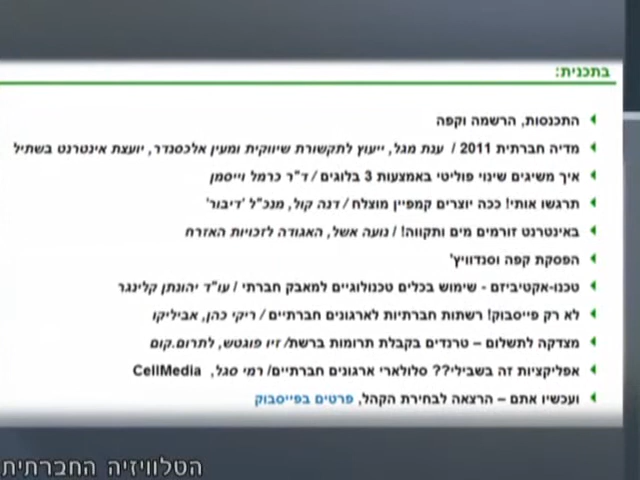 בתכנית:
התכנסות, הרשמה וקפה
מדיה חברתית 2011 / ענת מגל, ייעוץ לתקשורת שיווקית ומעין אלכסנדר, יועצת אינטרנט בשתיל
איך משיגים שינוי פוליטי באמצעות 3 בלוגים / ד"ר כרמל וייסמן
תרגשו אותי! ככה יוצרים קמפיין מוצלח / דנה קול, מנכ"ל 'דיבור'
באינטרנט זורמים מים ותקווה! / נועה אשל, האגודה לזכויות האזרח
הפסקת קפה וסנדוויץ'
טכנו-אקטיביזם - שימוש בכלים טכנולוגיים למאבק חברתי / עו"ד יהונתן קלינגר
לא רק פייסבוק! רשתות חברתיות לארגונים חברתיים / ריקי כהן, אביליקו
מצדקה לתשלום – טרנדים בקבלת תרומות ברשת/ זיו פוגטש, לתרום.קום
אפליקציות זה בשבילי?? סלולארי ארגונים חברתיים/ רמי סגל, CellMedia
ועכשיו אתם – הרצאה לבחירת הקהל, פרטים בפייסבוק
הטלוויזיה החברתית